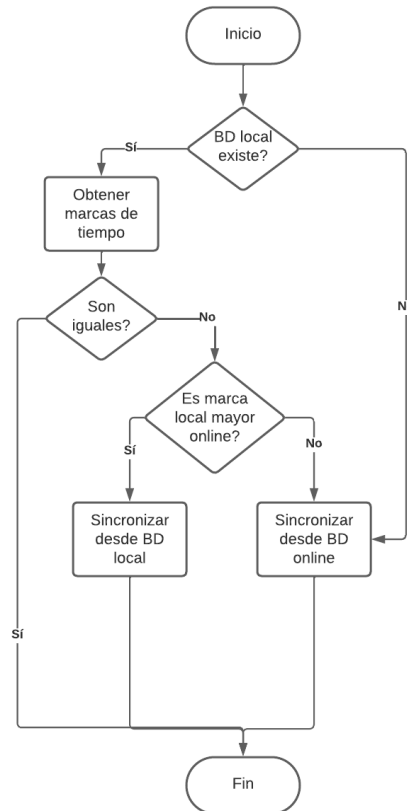 Inicio
BD local
existe?
Sí
Obtener
marcas de
tiempo
N
Son
iguales?
No
Es marca
local mayor
online?
Sí
No
Sincronizar
desde BD
local
Sincronizar
desde BD
online
Sí
Fin